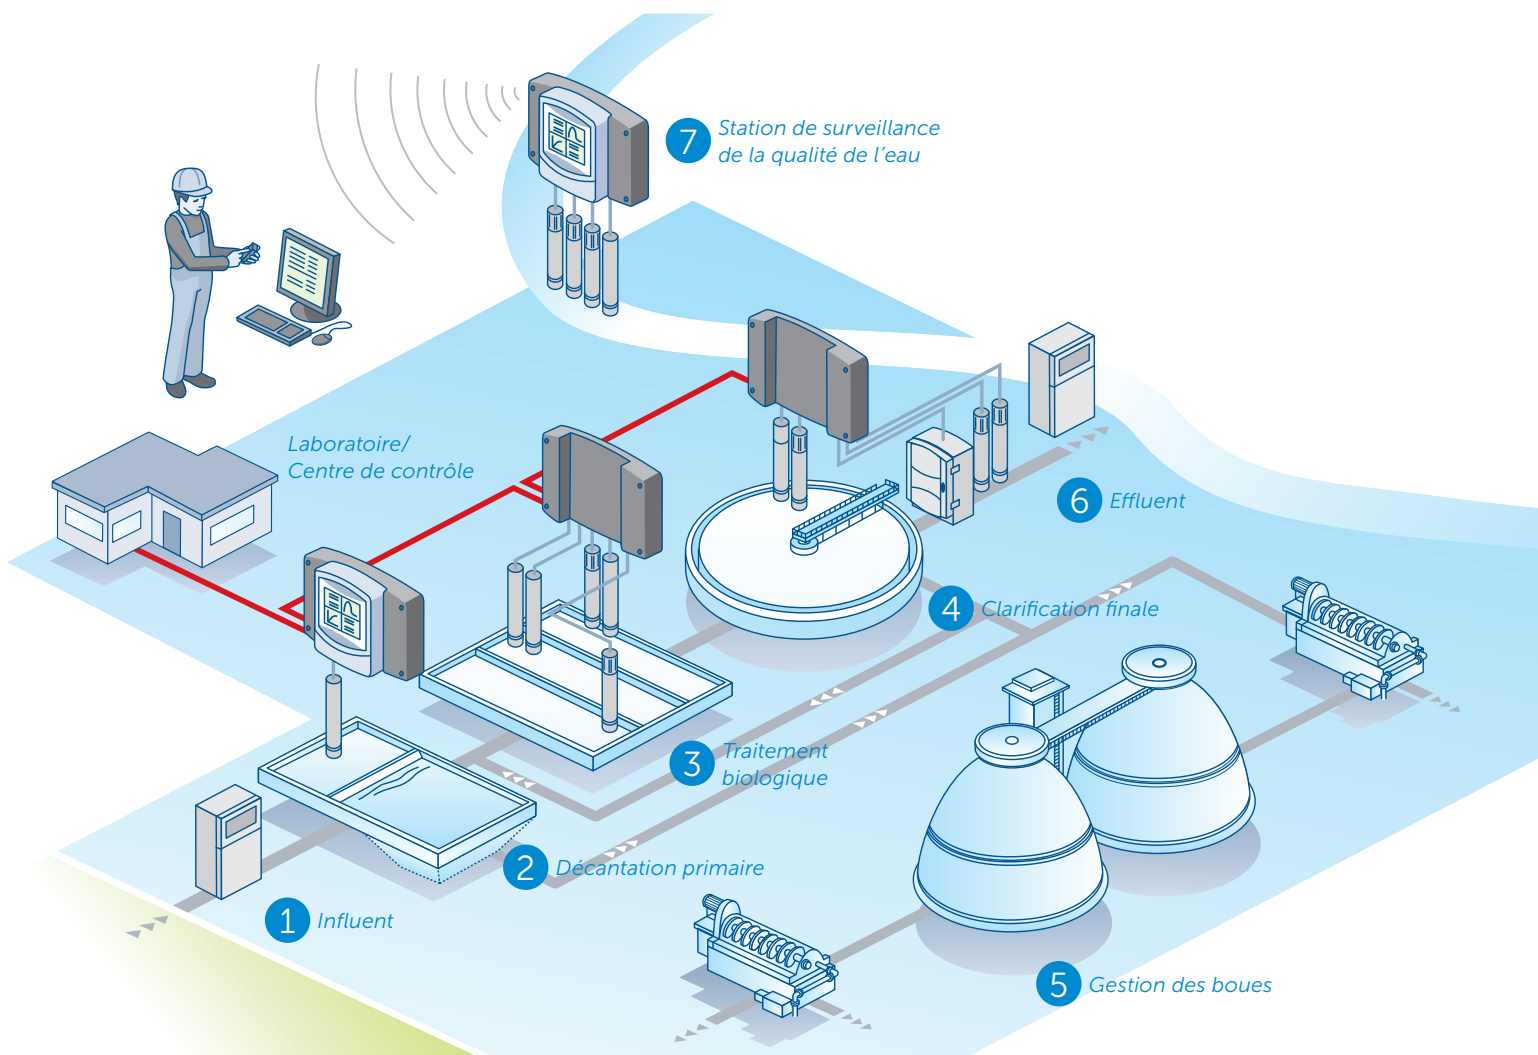 7 Station de surveillance
de la qualité de l'eau
Laboratoire/
Centre de contrôle
6 Effluent
4 Clarification finale
3 Traitement
biologique
2 Décantation primaire
1 Influent
5 Gestion des boues